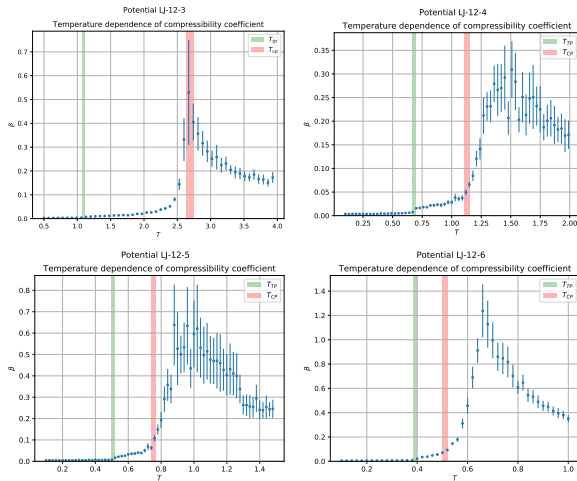 Potential LJ-12-3
Temperature dependence of compressibility coefficient
T_tp
T_cp
0.7
0.6
0.5
0.4
0.3
0.2
0.1
0.0
β
0.5 1.0 1.5 2.0 2.5 3.0 3.5 4.0
T
Potential LJ-12-4
Temperature dependence of compressibility coefficient
T_TP
T_CP
0.35
0.30
0.25
0.20
0.15
0.10
0.05
0.00
β
0.25 0.50 0.75 1.00 1.25 1.50 1.75 2.00
T
Potential LJ-12-5
Temperature dependence of compressibility coefficient
T_TP
T_CP
0.8
0.7
0.6
0.5
0.4
0.3
0.2
0.1
0.0
β
0.2 0.4 0.6 0.8 1.0 1.2 1.4
T
Potential LJ-12-6
Temperature dependence of compressibility coefficient
T_TP
T_CP
1.4
1.2
1.0
0.8
0.6
0.4
0.2
0.0
β
0.2 0.4 0.6 0.8 1.0
T